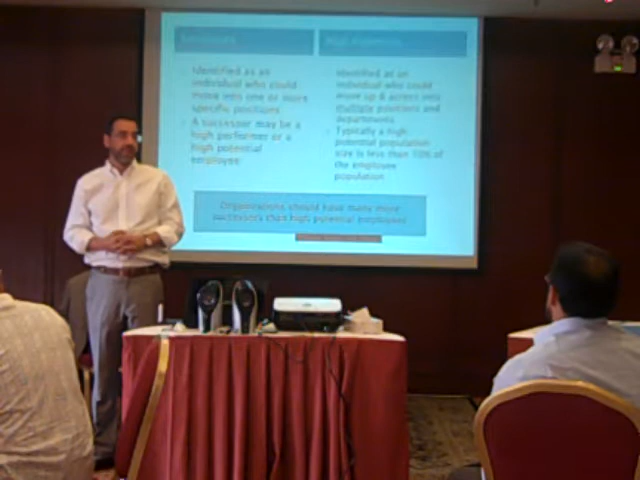 Successors
High Potentials
Identified as an
individual who could
move into one or more
specific positions
A successor may be a
high performer or a
high potential
employee
Identified as an
individual who could
move up & across into
multiple positions and
departments
Typically a high
potential population
size is less than 10% of
the employee
population
Organizations should have many more
successors than high potential employees